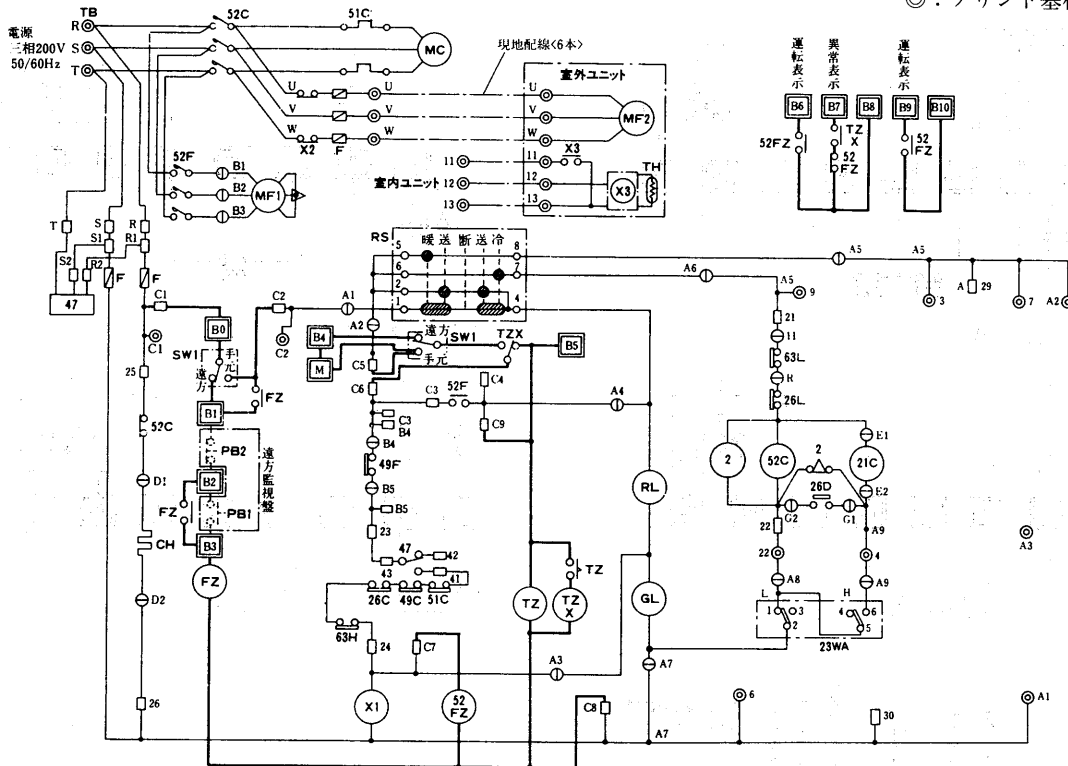 ◎：プリント基
電源
三相200V
50/60Hz
TB
R
S
T
52C
51C
MC
現地配線<6本>
室外ユニット
U
U
U
V
V
V
W
W
W
X2
F
MF2
52F
B1
B2
B3
MF1
11
11
X3
TH
室内ユニット
12
12
X3
13
13
運転表示
異常表示
運転表示
B6
B7
B8
B9
B10
52FZ
TZ
X
52
FZ
52
FZ
T
S
R
S1
R1
S2
R2
F
F
47
RS
暖 送 断 送 冷
5
8
6
7
2
1
4
A5
A5
A6
A5
9
3
A
29
7
A2
C1
C1
B0
C2
C2
A1
A2
SW1
手元
遠方
B1
FZ
B4
M
遠方
SW1
手元
TZX
B5
C5
C6
C3
52F
C4
C9
A4
25
52C
D1
CH
D2
26
PB2
B2
PB1
B3
遠方監視盤
FZ
FZ
C3
B4
B4
49F
B5
B5
23
47
42
43
41
26C
49C
51C
63H
24
C7
X1
52
FZ
TZ
TZ
TZ
X
RL
GL
A3
A7
C8
A7
21
11
63L
R
26L
2
52C
2
21C
E1
E2
26D
G2
G1
22
22
A9
4
A8
A9
L
H
1
3
2
4
6
5
23WA
A3
6
30
A1